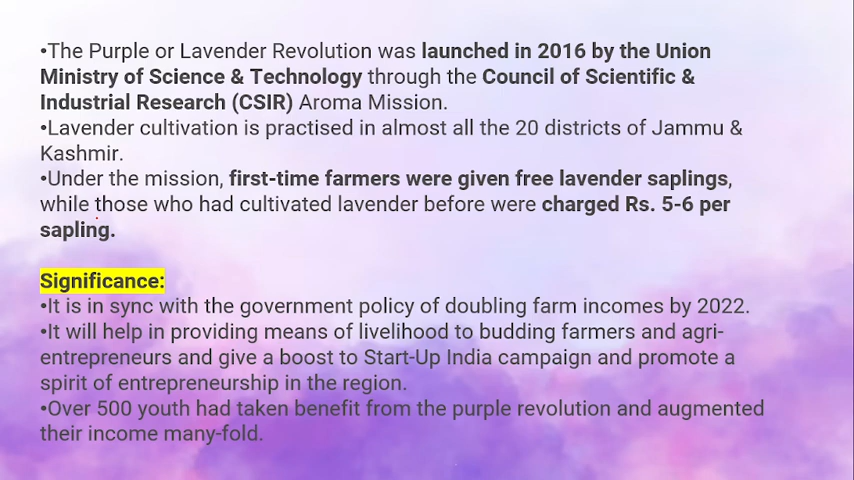 •The Purple or Lavender Revolution was launched in 2016 by the Union
Ministry of Science & Technology through the Council of Scientific &
Industrial Research (CSIR) Aroma Mission.
•Lavender cultivation is practised in almost all the 20 districts of Jammu &
Kashmir.
•Under the mission, first-time farmers were given free lavender saplings,
while those who had cultivated lavender before were charged Rs. 5-6 per
sapling.
Significance:
•It is in sync with the government policy of doubling farm incomes by 2022.
•It will help in providing means of livelihood to budding farmers and agri-
entrepreneurs and give a boost to Start-Up India campaign and promote a
spirit of entrepreneurship in the region.
•Over 500 youth had taken benefit from the purple revolution and augmented
their income many-fold.